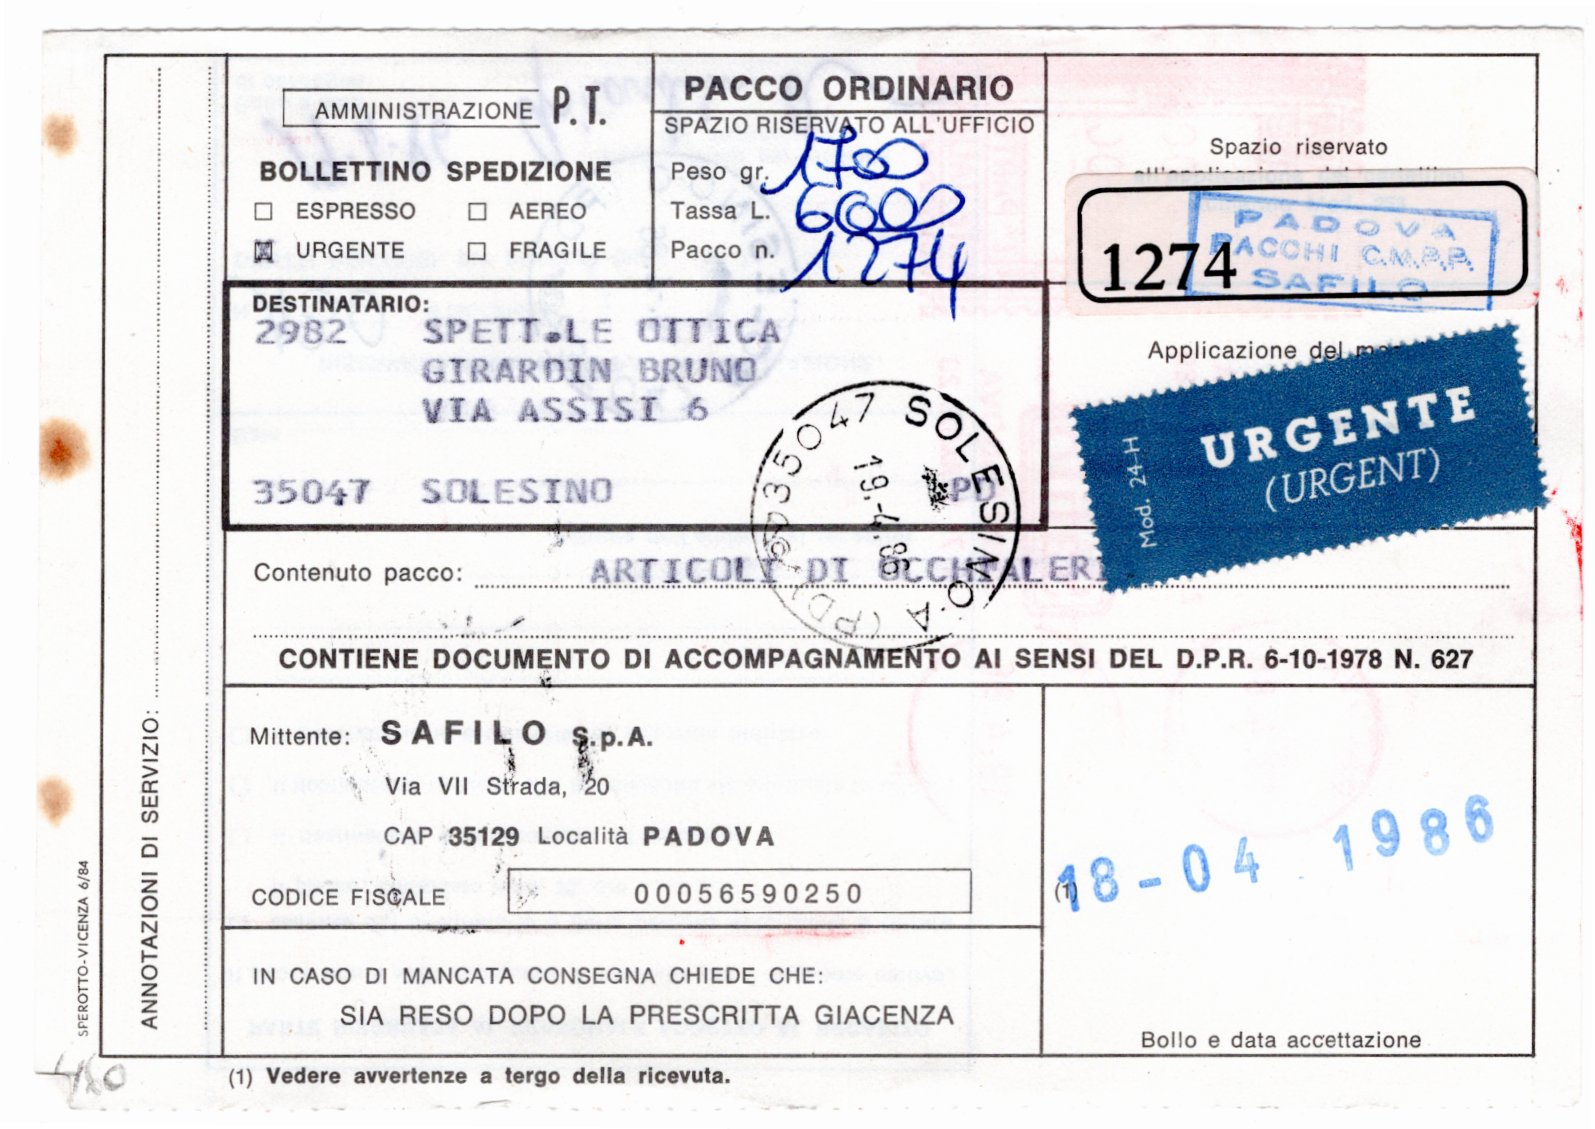 AMMINISTRAZIONE P.T.
BOLLETTINO SPEDIZIONE
ESPRESSO AEREO
URGENTE FRAGILE
PACCO ORDINARIO
SPAZIO RISERVATO ALL'UFFICIO
Peso gr. 1700
Tassa L. 6000
Pacco n. 1274
Spazio riservato
PADOVA
PACCHI C.M.P.P.
SAFILO
1274
Applicazione del
URGENTE
(URGENT)
Mod. 24-H
DESTINATARIO:
2982 SPETT.LE OTTICA
GIRARDIN BRUNO
VIA ASSISI 6
35047 SOLESINO PD
35047 SOLESINO A (PD)
19.-4.86
Contenuto pacco: ARTICOLI DI OCCHIALERI
CONTIENE DOCUMENTO DI ACCOMPAGNAMENTO AI SENSI DEL D.P.R. 6-10-1978 N. 627
Mittente: SAFILO S.p.A.
Via VII Strada, 20
CAP 35129 Località PADOVA
CODICE FISCALE 00056590250
(1) 18-04.1986
IN CASO DI MANCATA CONSEGNA CHIEDE CHE:
SIA RESO DOPO LA PRESCRITTA GIACENZA
Bollo e data accettazione
(1) Vedere avvertenze a tergo della ricevuta.
ANNOTAZIONI DI SERVIZIO:
SPEROTTO-VICENZA 6/84
480